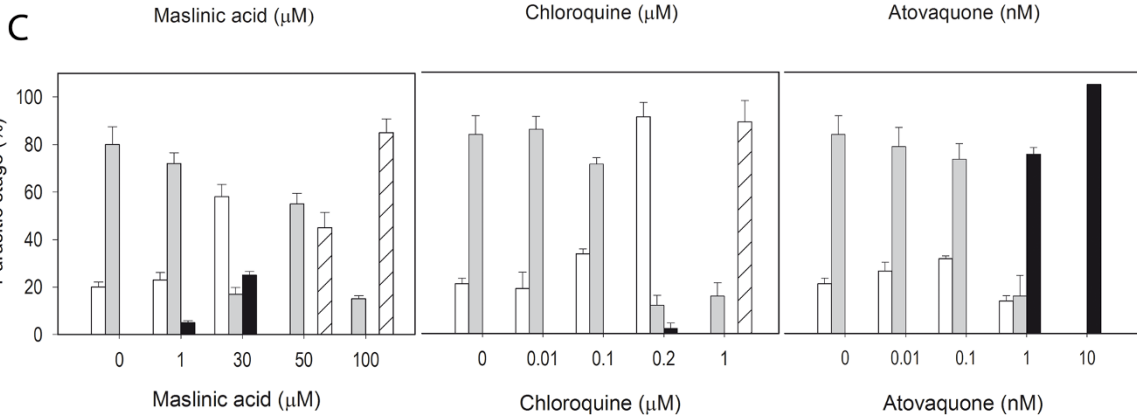 Maslinic acid (μM) Chloroquine (μM) Atovaquone (nM)
C
Parasitic stage (%)
100
80
60
40
20
0
0 1 30 50 100 0 0.01 0.1 0.2 1 0 0.01 0.1 1 10
Maslinic acid (μM) Chloroquine (μM) Atovaquone (nM)